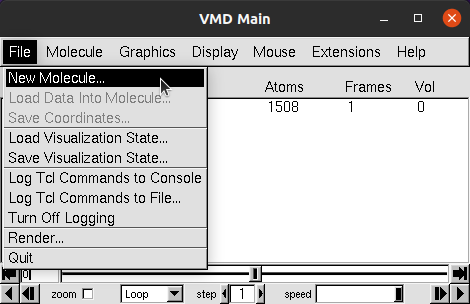 VMD Main
File Molecule Graphics Display Mouse Extensions Help
New Molecule...
Load Data Into Molecule...
Save Coordinates...
Load Visualization State...
Save Visualization State...
Log Tcl Commands to Console
Log Tcl Commands to File...
Turn Off Logging
Render...
Quit
Atoms Frames Vol
1508 1 0
0
zoom Loop step 1 speed